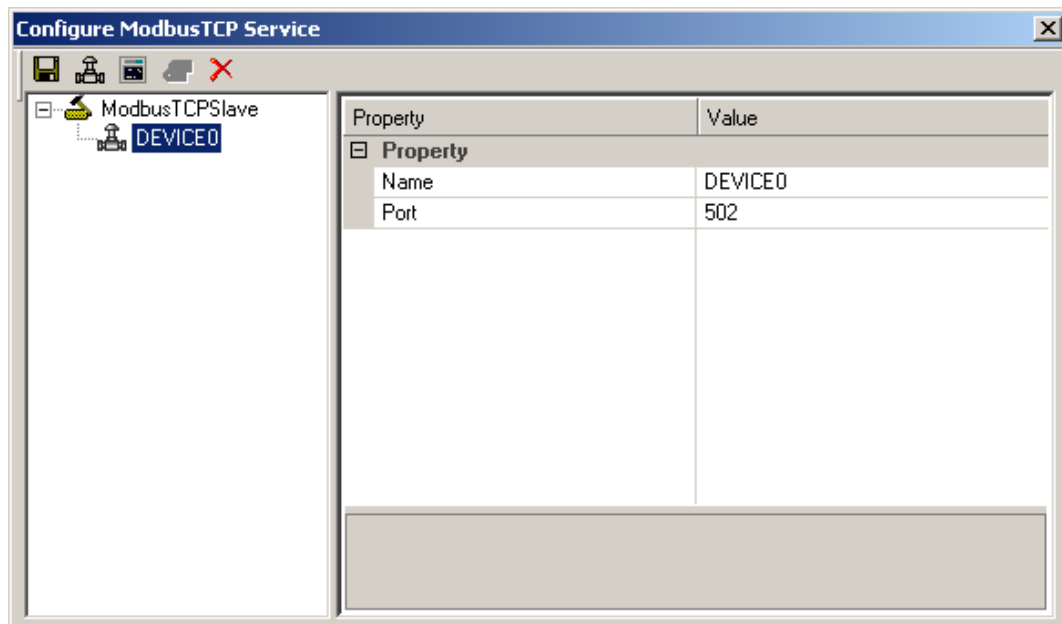 Configure ModbusTCP Service
ModbusTCPSlave
DEVICE0
Property Value
Property
Name DEVICE0
Port 502